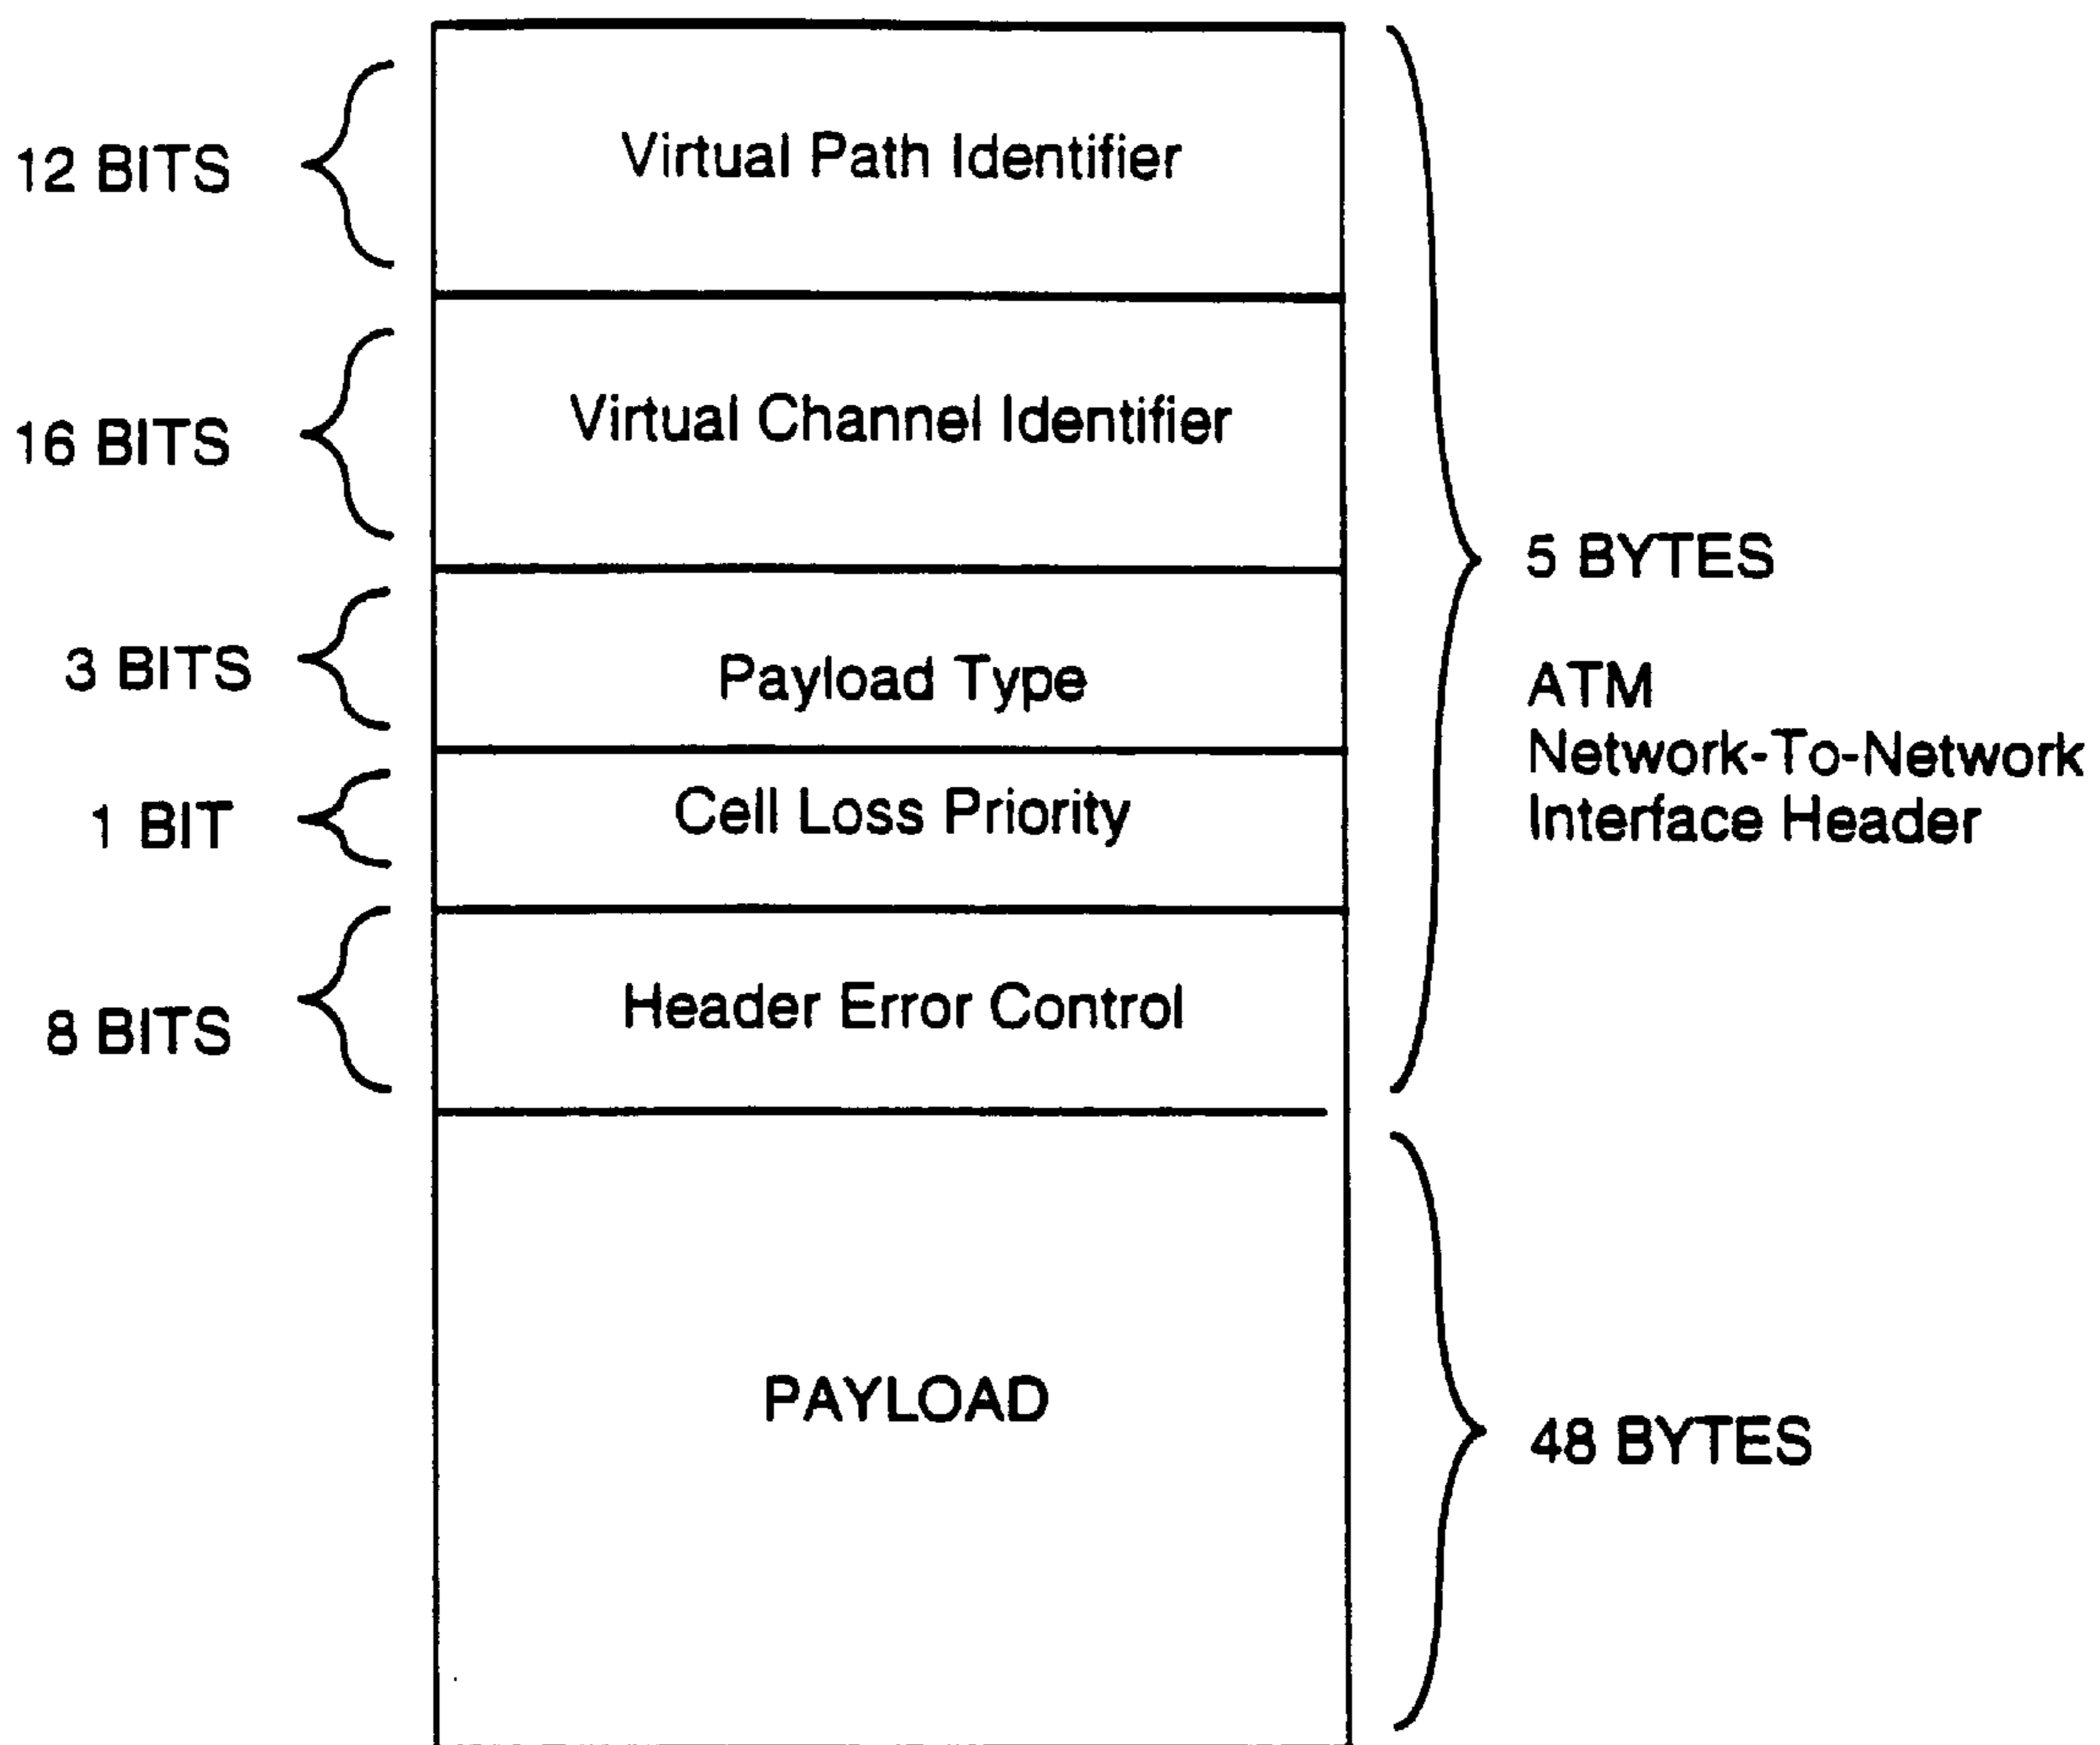 12 BITS
Virtual Path Identifier
16 BITS
Virtual Channel Identifier
5 BYTES
ATM
Network-To-Network
Interface Header
3 BITS
Payload Type
1 BIT
Cell Loss Priority
8 BITS
Header Error Control
PAYLOAD
48 BYTES